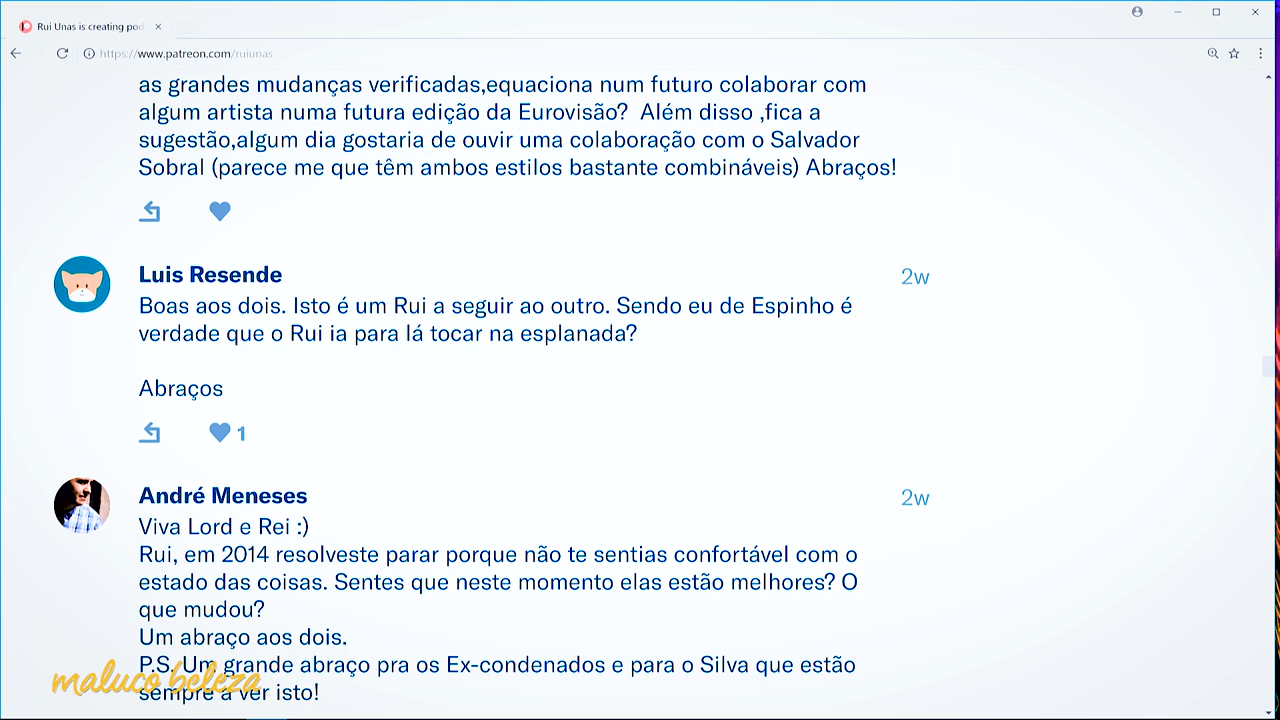 Rui Unas is creating pod
https://www.patreon.com/ruiunas
as grandes mudanças verificadas,equaciona num futuro colaborar com
algum artista numa futura edição da Eurovisão?  Além disso ,fica a
sugestão,algum dia gostaria de ouvir uma colaboração com o Salvador
Sobral (parece me que têm ambos estilos bastante combináveis) Abraços!
Luis Resende
2w
Boas aos dois. Isto é um Rui a seguir ao outro. Sendo eu de Espinho é
verdade que o Rui ia para lá tocar na esplanada?
Abraços
1
André Meneses
2w
Viva Lord e Rei :)
Rui, em 2014 resolveste parar porque não te sentias confortável com o
estado das coisas. Sentes que neste momento elas estão melhores? O
que mudou?
Um abraço aos dois.
P.S. Um grande abraço pra os Ex-condenados e para o Silva que estão
sempre a ver isto!
maluco beleza